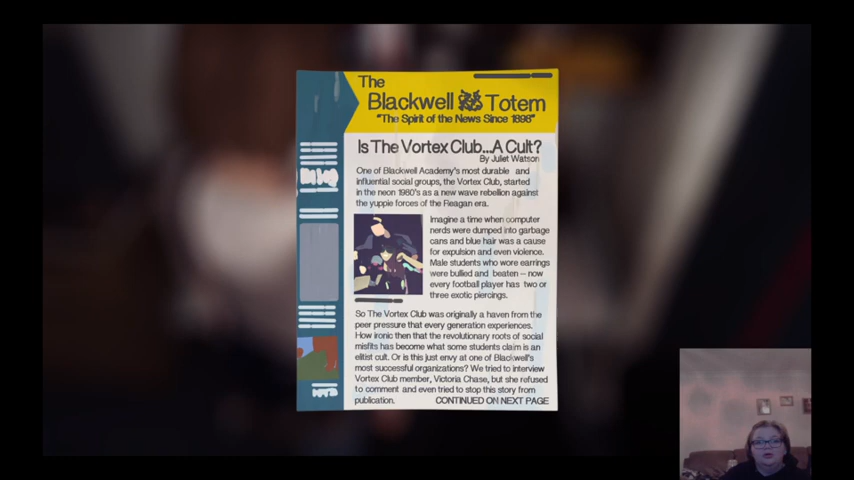 The
Blackwell Totem
"The Spirit of the News Since 1898"
Is The Vortex Club...A Cult?
By Juliet Watson
One of Blackwell Academy's most durable and
influential social groups, the Vortex Club, started
in the neon 1980's as a new wave rebellion against
the yuppie forces of the Reagan era.
Imagine a time when computer
nerds were dumped into garbage
cans and blue hair was a cause
for expulsion and even violence.
Male students who wore earrings
were bullied and beaten - now
every football player has two or
three exotic piercings.
So The Vortex Club was originally a haven from the
peer pressure that every generation experiences.
How ironic then that the revolutionary roots of social
misfits has become what some students claim is an
elitist cult. Or is this just envy at one of Blackwell's
most successful organizations? We tried to interview
Vortex Club member, Victoria Chase, but she refused
to comment and even tried to stop this story from
publication. CONTINUED ON NEXT PAGE